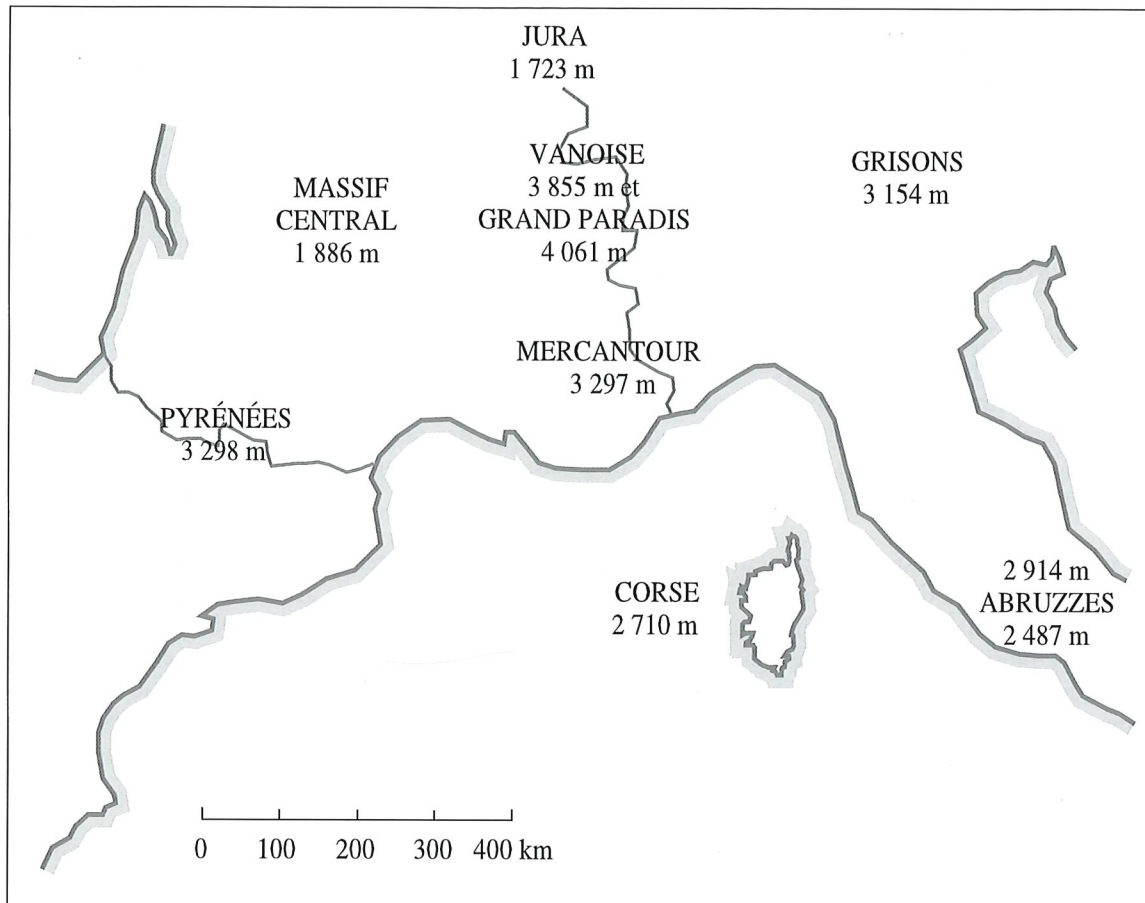 JURA
1 723 m
VANOISE
3 855 m et
GRAND PARADIS
4 061 m
GRISONS
3 154 m
MASSIF
CENTRAL
1 886 m
MERCANTOUR
3 297 m
PYRÉNÉES
3 298 m
CORSE
2 710 m
2 914 m
ABRUZZES
2 487 m
0 100 200 300 400 km